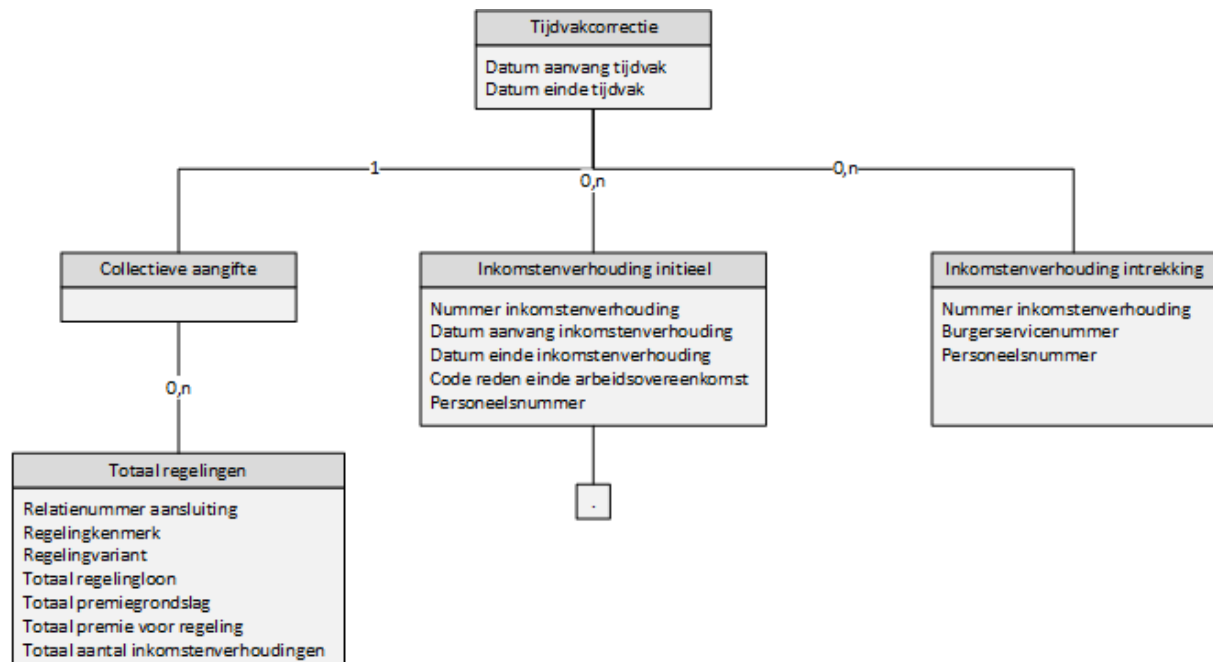 Tijdvakcorrectie
Datum aanvang tijdvak
Datum einde tijdvak
1
0,n
0,n
Collectieve aangifte
0,n
Totaal regelingen
Relatienummer aansluiting
Regelingkenmerk
Regelingvariant
Totaal regelingloon
Totaal premiegrondslag
Totaal premie voor regeling
Totaal aantal inkomstenverhoudingen
Inkomstenverhouding initieel
Nummer inkomstenverhouding
Datum aanvang inkomstenverhouding
Datum einde inkomstenverhouding
Code reden einde arbeidsovereenkomst
Personeelsnummer
.
Inkomstenverhouding intrekking
Nummer inkomstenverhouding
Burgerservicenummer
Personeelsnummer